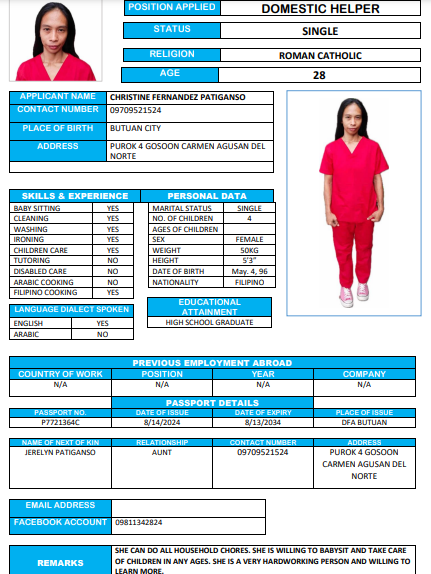 POSITION APPLIED DOMESTIC HELPER
STATUS SINGLE
RELIGION ROMAN CATHOLIC
AGE 28
APPLICANT NAME CHRISTINE FERNANDEZ PATIGANSO
CONTACT NUMBER 09709521524
PLACE OF BIRTH BUTUAN CITY
ADDRESS PUROK 4 GOSOON CARMEN AGUSAN DEL
NORTE
SKILLS & EXPERIENCE PERSONAL DATA
BABY SITTING YES MARITAL STATUS SINGLE
CLEANING YES NO. OF CHILDREN 4
WASHING YES AGES OF CHILDREN
IRONING YES SEX FEMALE
CHILDREN CARE YES WEIGHT 50KG
TUTORING NO HEIGHT 5'3"
DISABLED CARE NO DATE OF BIRTH May. 4, 96
ARABIC COOKING NO NATIONALITY FILIPINO
FILIPINO COOKING YES
EDUCATIONAL
ATTAINMENT
LANGUAGE DIALECT SPOKEN
HIGH SCHOOL GRADUATE
ENGLISH YES
ARABIC NO
PREVIOUS EMPLOYMENT ABROAD
COUNTRY OF WORK POSITION YEAR COMPANY
N/A N/A N/A N/A
PASSPORT DETAILS
PASSPORT NO. DATE OF ISSUE DATE OF EXPIRY PLACE OF ISSUE
P7721364C 8/14/2024 8/13/2034 DFA BUTUAN
NAME OF NEXT OF KIN RELATIONSHIP CONTACT NUMBER ADDRESS
JERELYN PATIGANSO AUNT 09709521524 PUROK 4 GOSOON
CARMEN AGUSAN DEL
NORTE
EMAIL ADDRESS
FACEBOOK ACCOUNT 09811342824
REMARKS SHE CAN DO ALL HOUSEHOLD CHORES. SHE IS WILLING TO BABYSIT AND TAKE CARE
OF CHILDREN IN ANY AGES. SHE IS A VERY HARDWORKING PERSON AND WILLING TO
LEARN MORE.